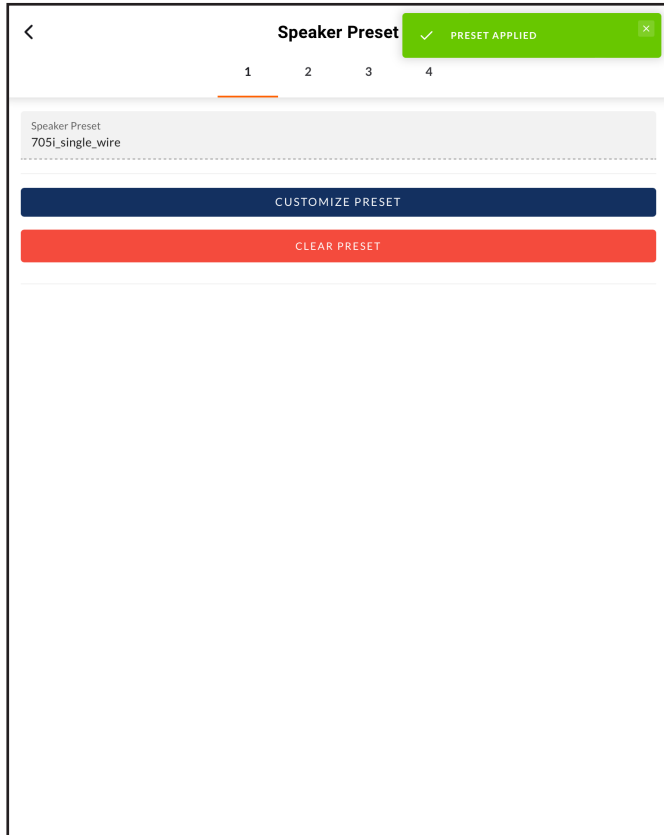 Speaker Preset
PRESET APPLIED
1 2 3 4
Speaker Preset
705i_single_wire
CUSTOMIZE PRESET
CLEAR PRESET